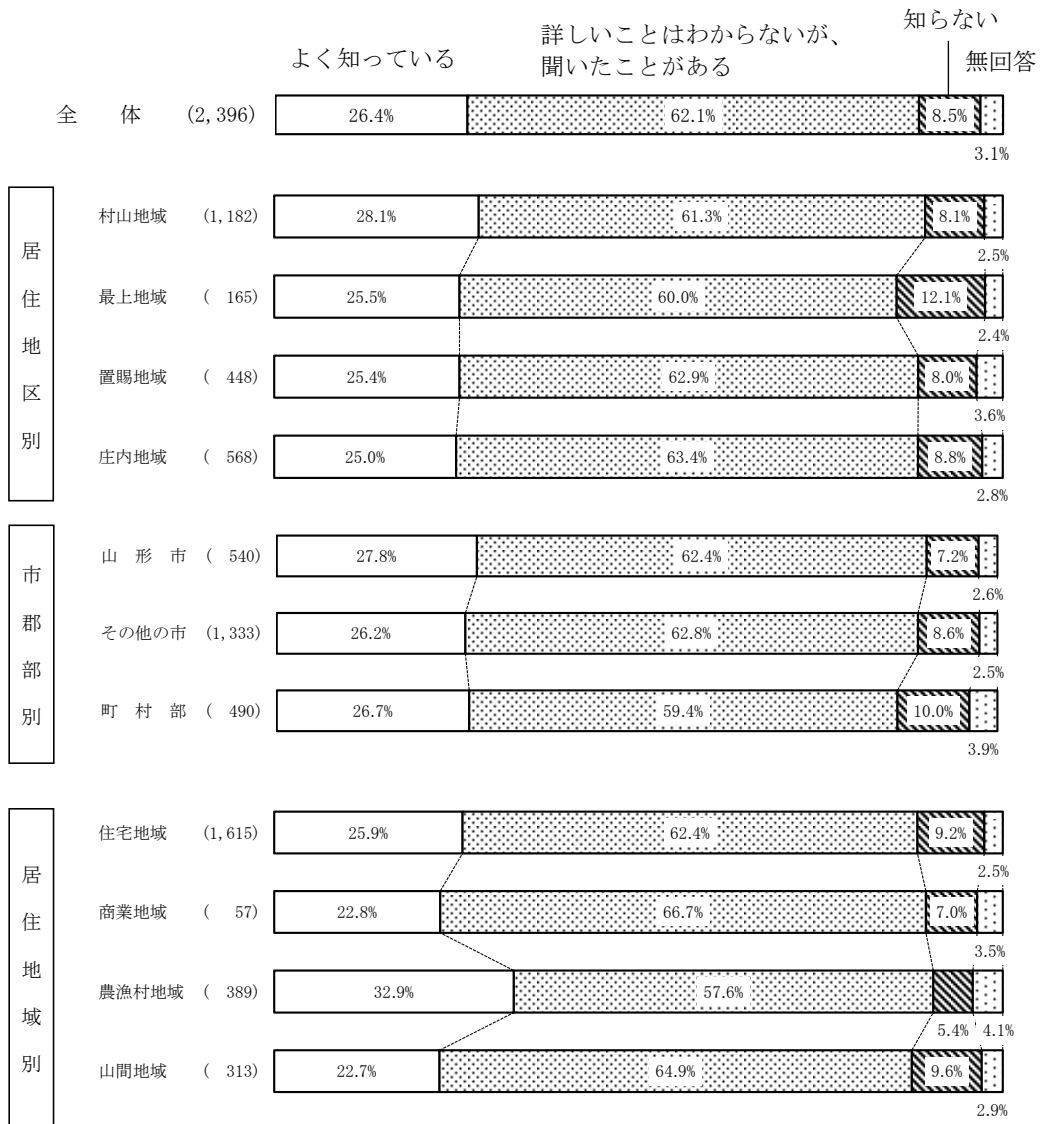 よく知っている
詳しいことはわからないが、
聞いたことがある
知らない
無回答
全 体 (2,396) 26.4% 62.1% 8.5%
3.1%
居住地区別
村山地域 (1,182) 28.1% 61.3% 8.1%
2.5%
最上地域 ( 165) 25.5% 60.0% 12.1%
2.4%
置賜地域 ( 448) 25.4% 62.9% 8.0%
3.6%
庄内地域 ( 568) 25.0% 63.4% 8.8%
2.8%
市郡部別
山 形 市 ( 540) 27.8% 62.4% 7.2%
2.6%
その他の市 (1,333) 26.2% 62.8% 8.6%
2.5%
町 村 部 ( 490) 26.7% 59.4% 10.0%
3.9%
居住地域別
住宅地域 (1,615) 25.9% 62.4% 9.2%
2.5%
商業地域 ( 57) 22.8% 66.7% 7.0%
3.5%
農漁村地域 ( 389) 32.9% 57.6%
5.4% 4.1%
山間地域 ( 313) 22.7% 64.9% 9.6%
2.9%